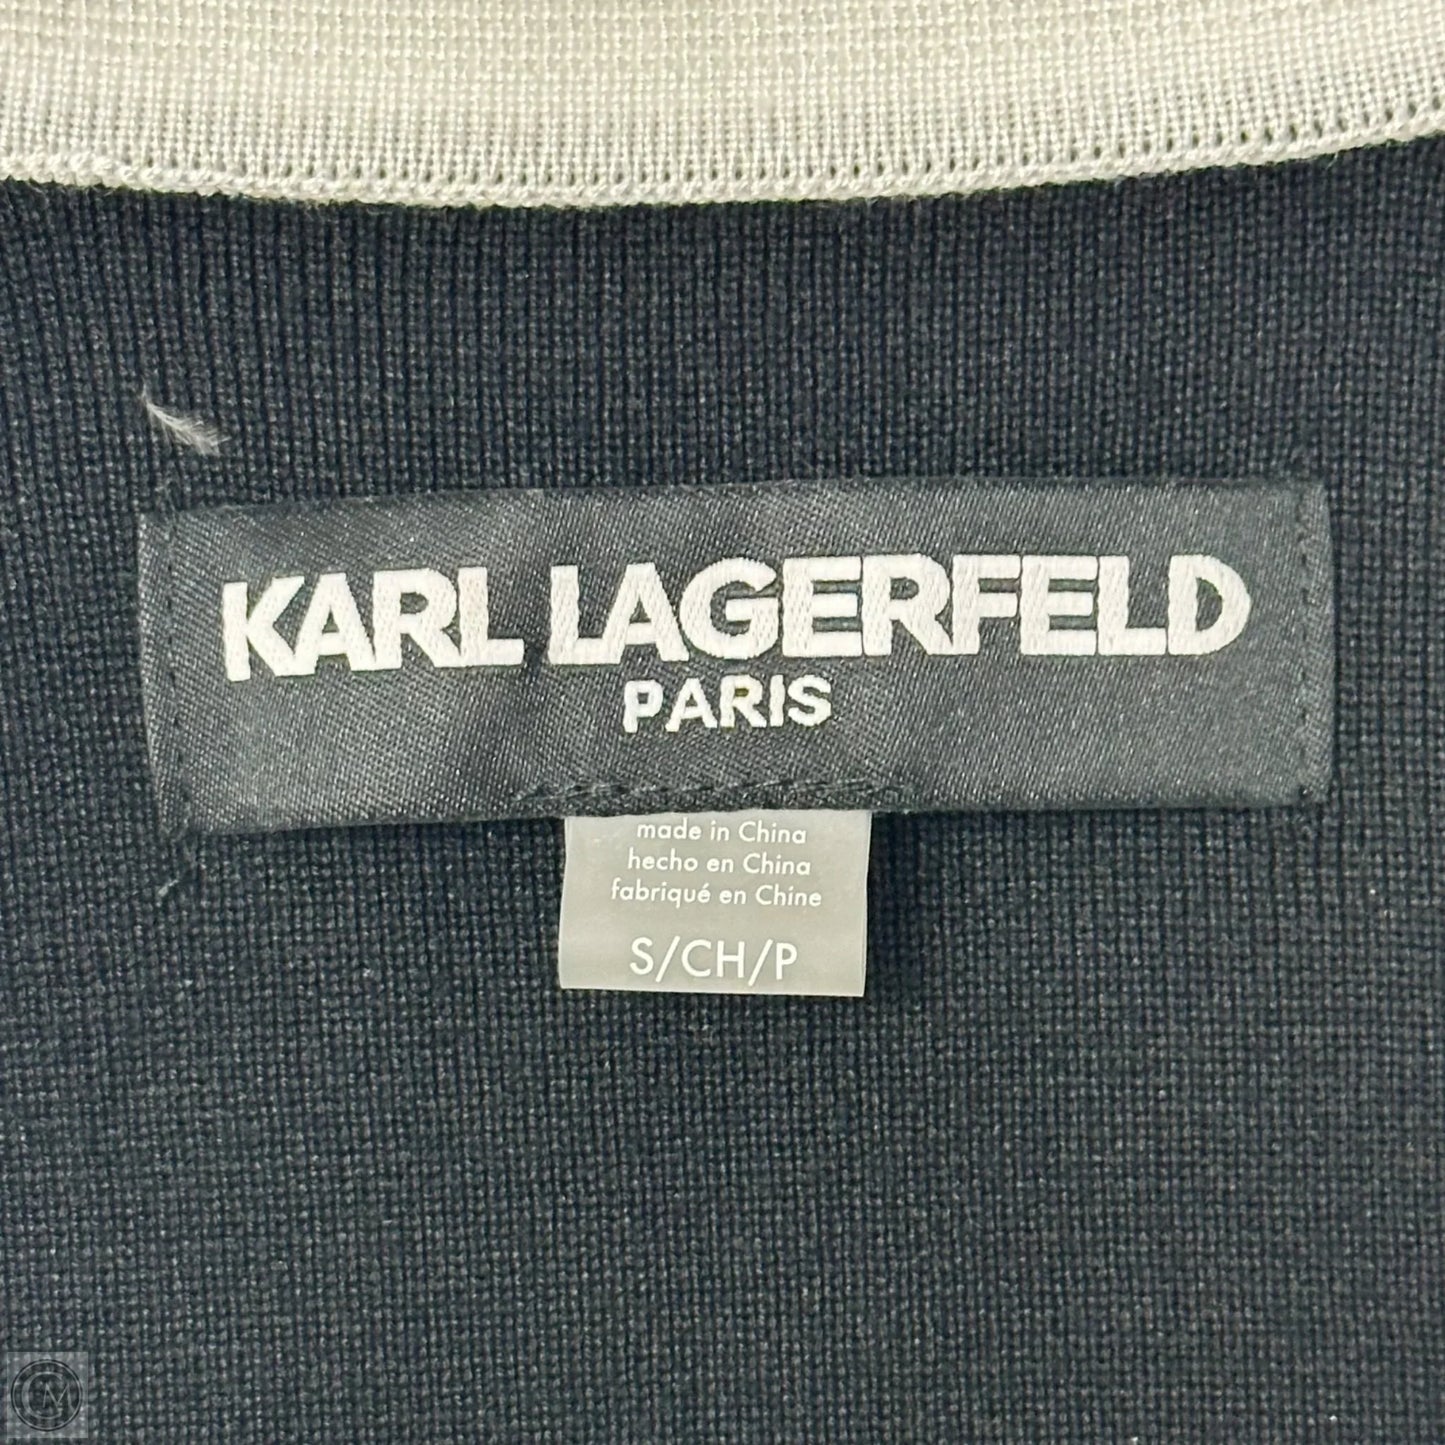 KARL LAGERFELD
PARIS
made in China
hecho en China
fabriqué en Chine
S/CH/P